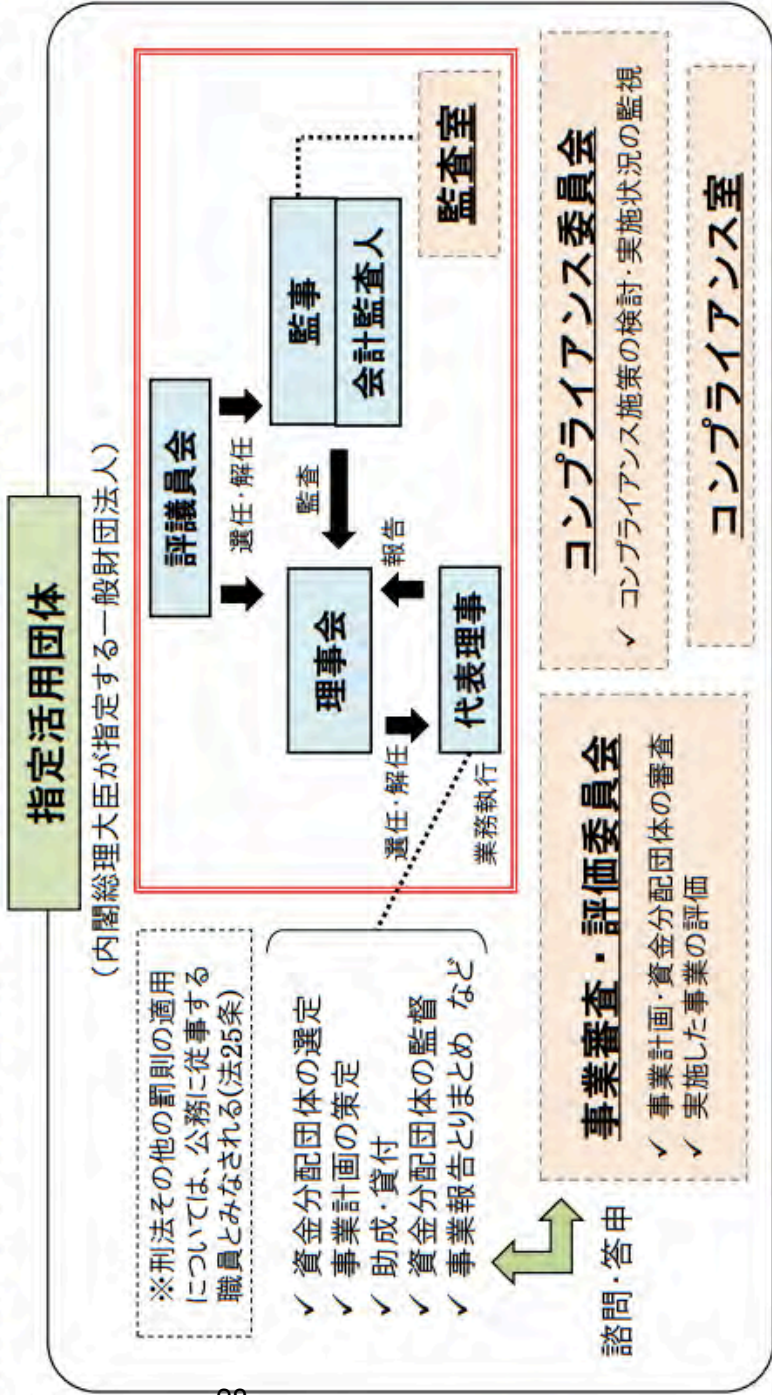 指定活用団体
(内閣総理大臣が指定する一般財団法人)
※刑法その他の罰則の適用
については、公務に従事する
職員とみなされる(法25条)
✓ 資金分配団体の選定
✓ 事業計画の策定
✓ 助成・貸付
✓ 資金分配団体の監督
✓ 事業報告とりまとめ など
評議員会
選任・解任
理事会
監査
監事
会計監査人
選任・解任
報告
業務執行
代表理事
監査室
諮問・答申
事業審査・評価委員会
✓ 事業計画・資金分配団体の審査
✓ 実施した事業の評価
コンプライアンス委員会
✓ コンプライアンス施策の検討・実施状況の監視
コンプライアンス室